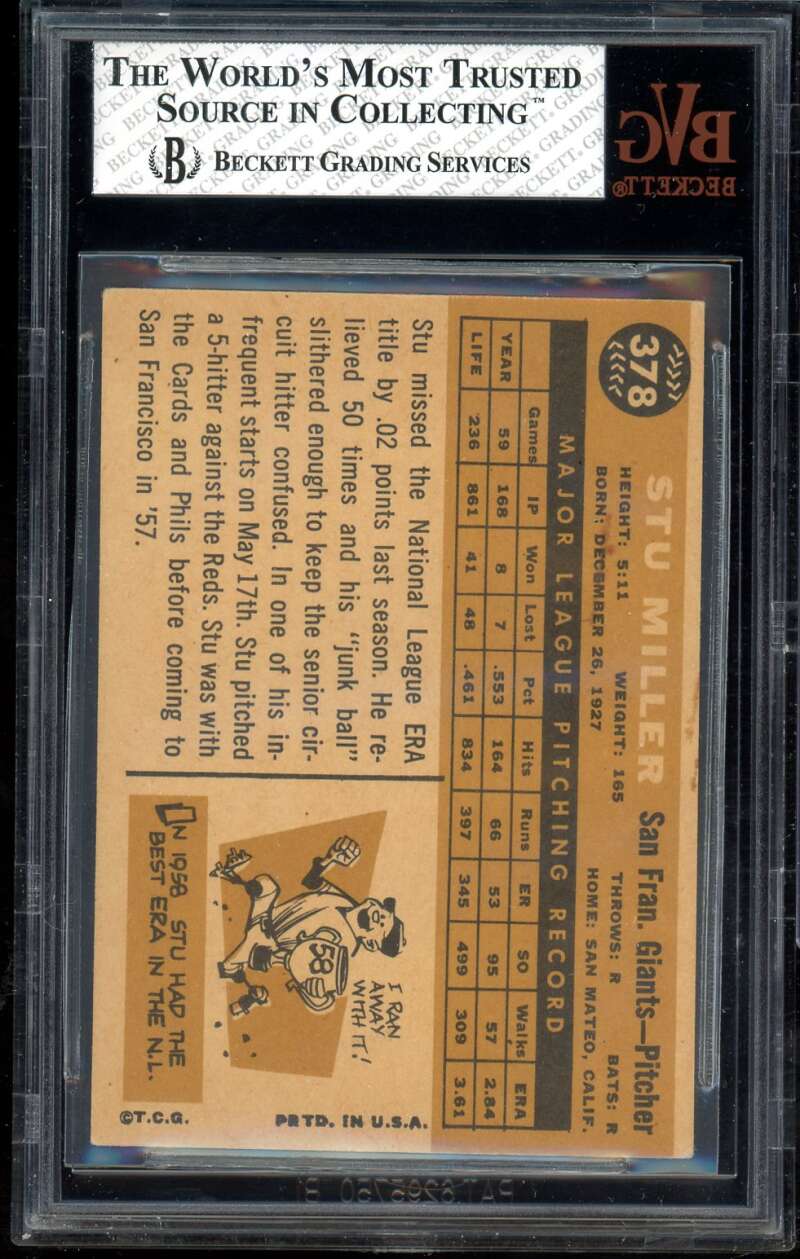 THE WORLD'S MOST TRUSTED
SOURCE IN COLLECTING™
B BECKETT GRADING SERVICES
BVG
BECKETT®
378
STU MILLER San Fran. Giants—Pitcher
HEIGHT: 5:11 WEIGHT: 165 THROWS: R BATS: R
BORN: DECEMBER 26, 1927 HOME: SAN MATEO, CALIF.
MAJOR LEAGUE PITCHING RECORD
Games IP Won Lost Pct Hits Runs ER SO Walks ERA
YEAR 59 168 8 7 .553 164 66 53 95 57 2.84
LIFE 236 861 41 48 .461 834 397 345 499 309 3.61
Stu missed the National League ERA
title by .02 points last season. He re-
lieved 50 times and his "junk ball"
slithered enough to keep the senior cir-
cuit hitter confused. In one of his in-
frequent starts on May 17th. Stu pitched
a 5-hitter against the Reds. Stu was with
the Cards and Phils before coming to
San Francisco in '57.
I RAN
AWAY
WITH IT!
58
IN 1958 STU HAD THE
BEST ERA IN THE N.L.
©T.C.G. PRTD. IN U.S.A.